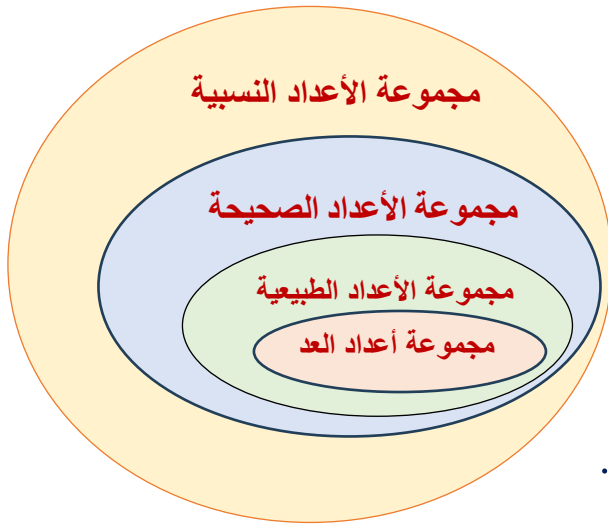 مجموعة الأعداد النسبية
مجموعة الأعداد الصحيحة
مجموعة الأعداد الطبيعية
مجموعة أعداد العد
.